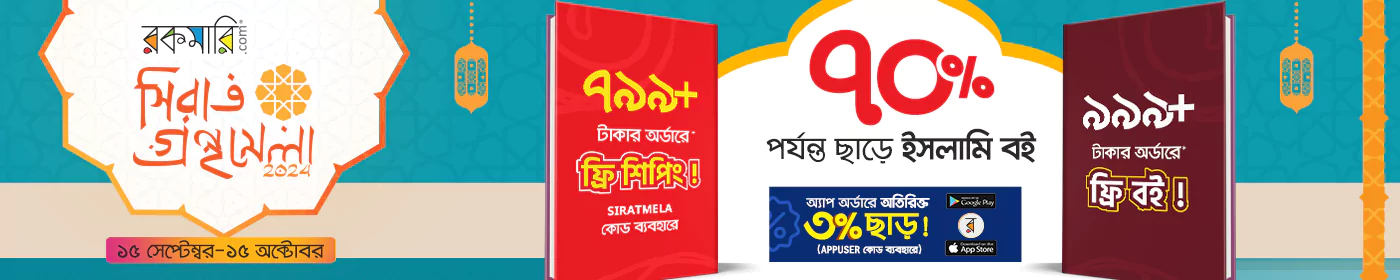 রকমারি.com
সিরাত
গ্রন্থমেলা
2024
১৫ সেপ্টেম্বর-১৫ অক্টোবর
৭৯৯+
টাকার অর্ডারে*
ফ্রি শিপিং!
SIRATMELA
কোড ব্যবহারে
৭০%
পর্যন্ত ছাড়ে ইসলামি বই
অ্যাপ অর্ডারে অতিরিক্ত
৩% ছাড়!
(APPUSER কোড ব্যবহারে)
GET IT ON
Google Play
র
Download on the
App Store
৯৯৯+
টাকার অর্ডারে*
ফ্রি বই!